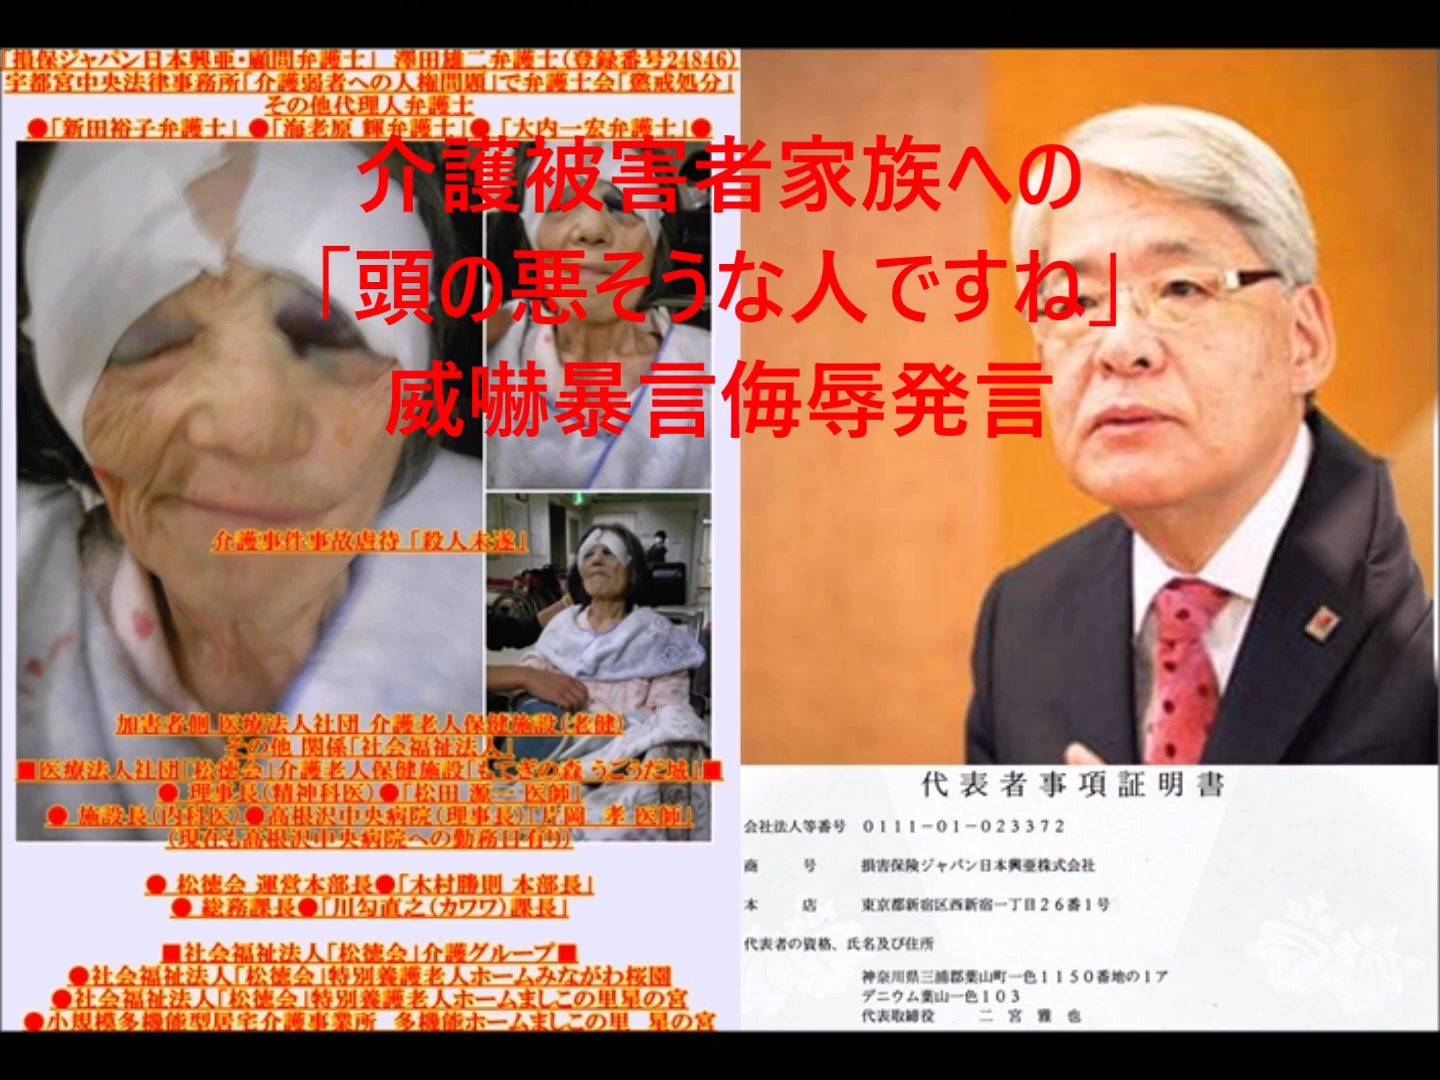 「損保ジャパン日本興亜・顧問弁護士」 澤田雄二弁護士(登録番号24846)
宇都宮中央法律事務所「介護弱者への人権問題」で弁護士会「懲戒処分」
その他代理人弁護士
●「新田裕子弁護士」●「海老原 輝弁護士」●「大内一宏弁護士」●
介護被害者家族への
「頭の悪そうな人ですね」
威嚇暴言侮辱発言
介護事件事故虐待「殺人未遂」
加害者側 医療法人社団 介護老人保健施設(老健)
その他 関係「社会福祉法人」
■医療法人社団「松徳会」介護老人保健施設「もてぎの森 うごうだ城」■
● 理事長(精神科医)●「松田 源一 医師」
● 施設長(内科医)●高根沢中央病院(理事長)「片岡 孝 医師」
(現在も高根沢中央病院への勤務日有り)
● 松徳会 運営本部長●「木村勝則 本部長」
● 総務課長●「川勾直之(カワワ)課長」
■社会福祉法人「松徳会」介護グループ■
●社会福祉法人「松徳会」特別養護老人ホームみながわ桜園
●社会福祉法人「松徳会」特別養護老人ホームましこの里星の宮
●小規模多機能型居宅介護事業所 多機能ホームましこの里 星の宮
代表者事項証明書
会社法人等番号 0111-01-023372
商号 損害保険ジャパン日本興亜株式会社
本店 東京都新宿区西新宿一丁目26番1号
代表者の資格、氏名及び住所
神奈川県三浦郡葉山町一色1150番地の1ア
デニウム葉山一色103
代表取締役 二宮雅也